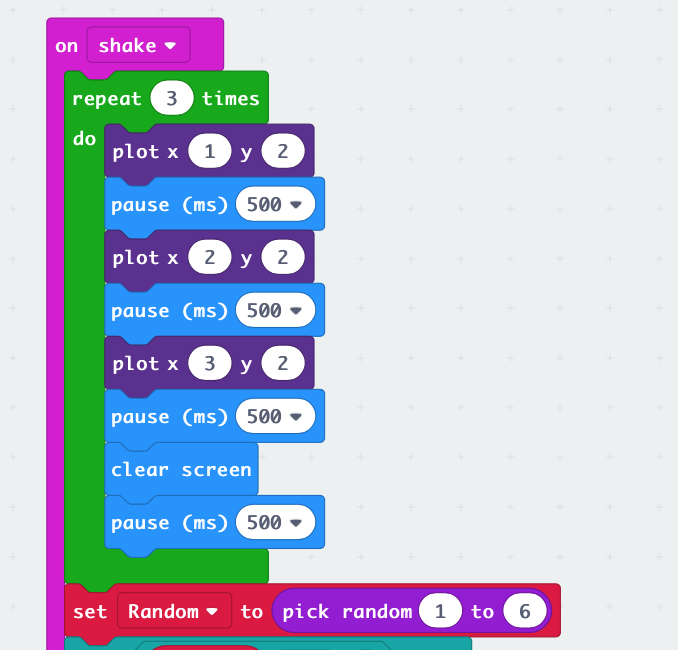 on shake
repeat 3 times
do
plot x 1 y 2
pause (ms) 500
plot x 2 y 2
pause (ms) 500
plot x 3 y 2
pause (ms) 500
clear screen
pause (ms) 500
set Random to pick random 1 to 6